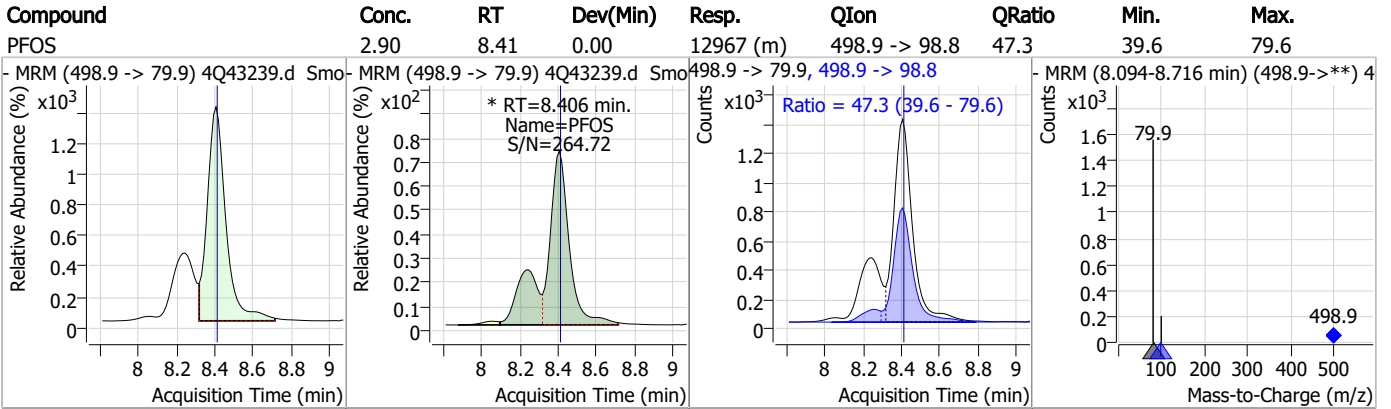 Compound Conc. RT Dev(Min) Resp. QIon QRatio Min. Max.
PFOS 2.90 8.41 0.00 12967 (m) 498.9 -> 98.8 47.3 39.6 79.6
- MRM (498.9 -> 79.9) 4Q43239.d Smo
Relative Abundance (%)
x10³
1.2
1
0.8
0.6
0.4
0.2
0
8 8.2 8.4 8.6 8.8 9
Acquisition Time (min)
- MRM (498.9 -> 79.9) 4Q43239.d Smo
Relative Abundance (%)
x10²
* RT=8.406 min.
Name=PFOS
S/N=264.72
0.8
0.7
0.6
0.5
0.4
0.3
0.2
0.1
0
8 8.2 8.4 8.6 8.8 9
Acquisition Time (min)
498.9 -> 79.9, 498.9 -> 98.8
Counts
x10³
Ratio = 47.3 (39.6 - 79.6)
1.2
1
0.8
0.6
0.4
0.2
0
8 8.2 8.4 8.6 8.8 9
Acquisition Time (min)
- MRM (8.094-8.716 min) (498.9->**) 4
Counts
x10³
1.6
1.4
1.2
1
0.8
0.6
0.4
0.2
0
79.9
498.9
100 200 300 400 500
Mass-to-Charge (m/z)